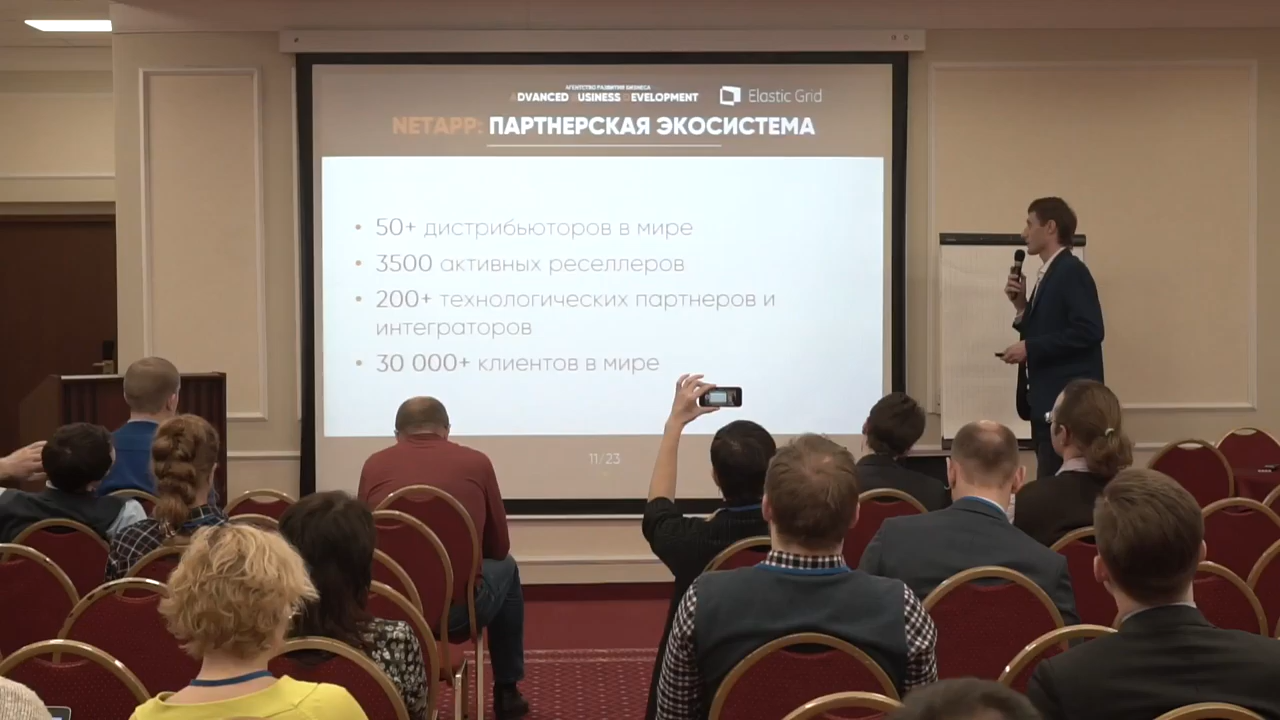 АГЕНТСТВО РАЗВИТИЯ БИЗНЕСА
ADVANCED BUSINESS DEVELOPMENT
Elastic Grid
NETAPP: ПАРТНЕРСКАЯ ЭКОСИСТЕМА
• 50+ дистрибьюторов в мире
• 3500 активных реселлеров
• 200+ технологических партнеров и
интеграторов
• 30 000+ клиентов в мире
11/23